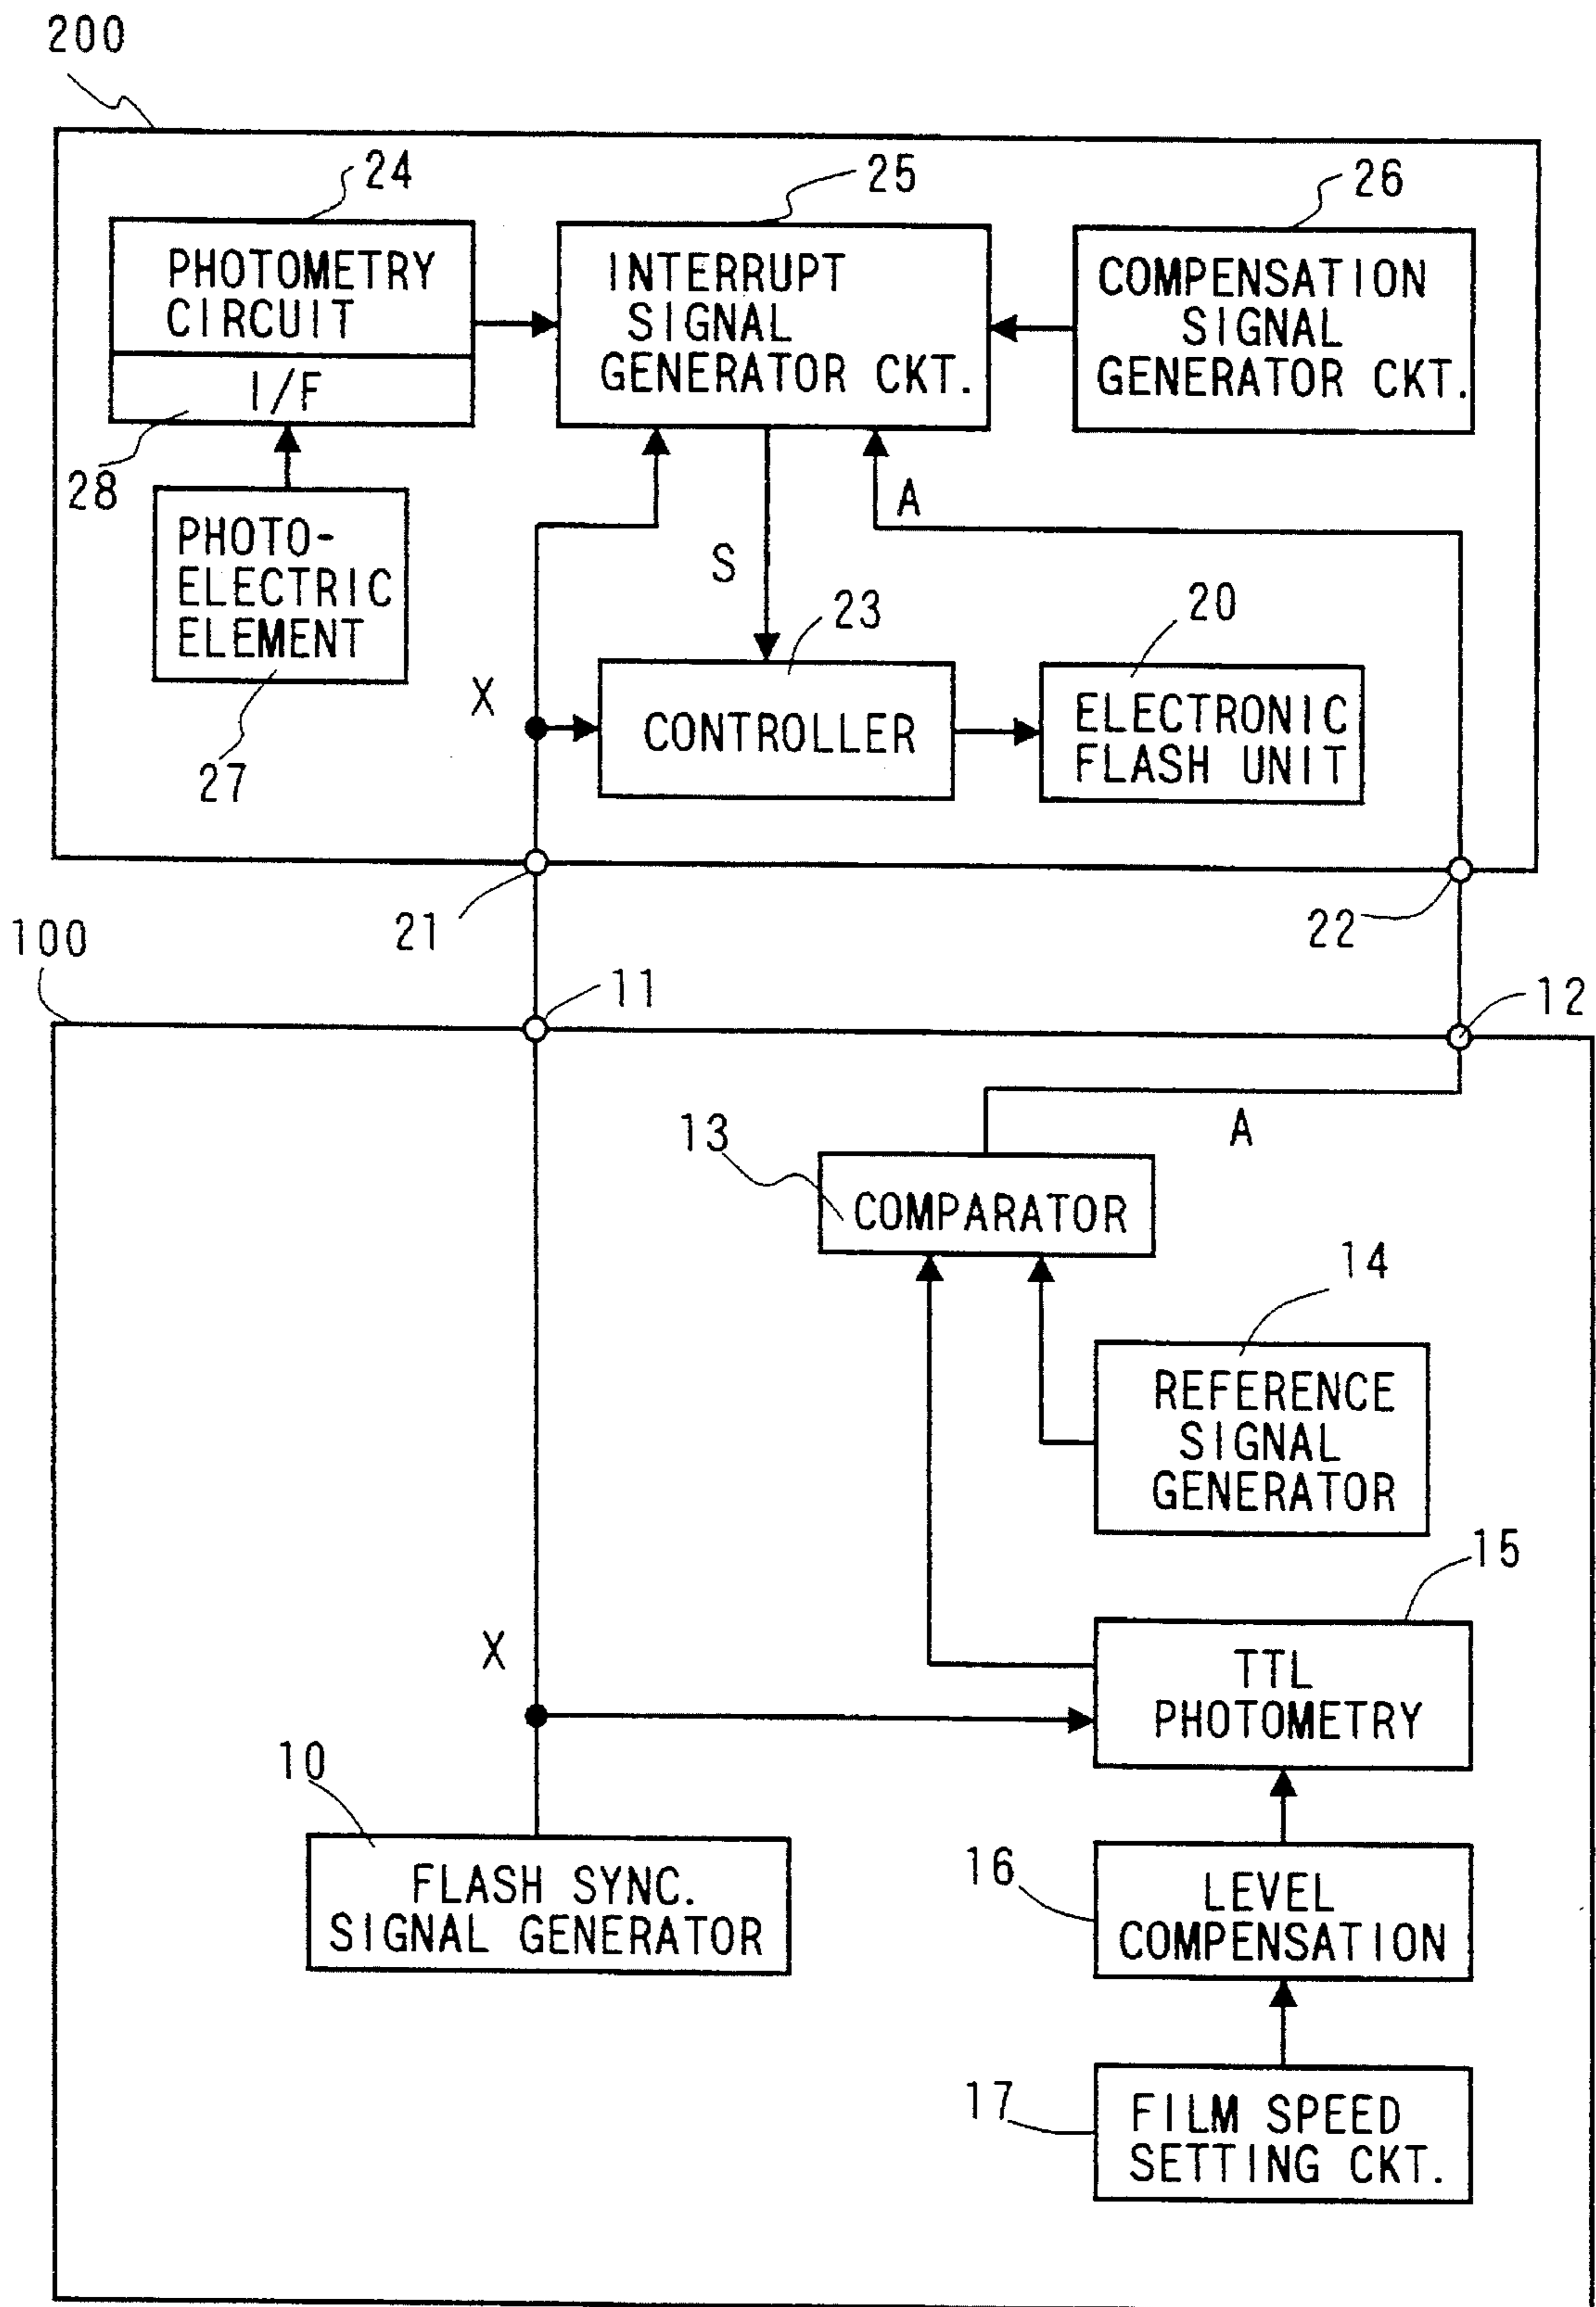 200
24
25
26
PHOTOMETRY
CIRCUIT
I/F
INTERRUPT
SIGNAL
GENERATOR CKT.
COMPENSATION
SIGNAL
GENERATOR CKT.
28
PHOTO-
ELECTRIC
ELEMENT
27
A
S
23
20
X
CONTROLLER
ELECTRONIC
FLASH UNIT
21
22
100
11
12
A
13
COMPARATOR
14
REFERENCE
SIGNAL
GENERATOR
15
X
TTL
PHOTOMETRY
10
FLASH SYNC.
SIGNAL GENERATOR
16
LEVEL
COMPENSATION
17
FILM SPEED
SETTING CKT.